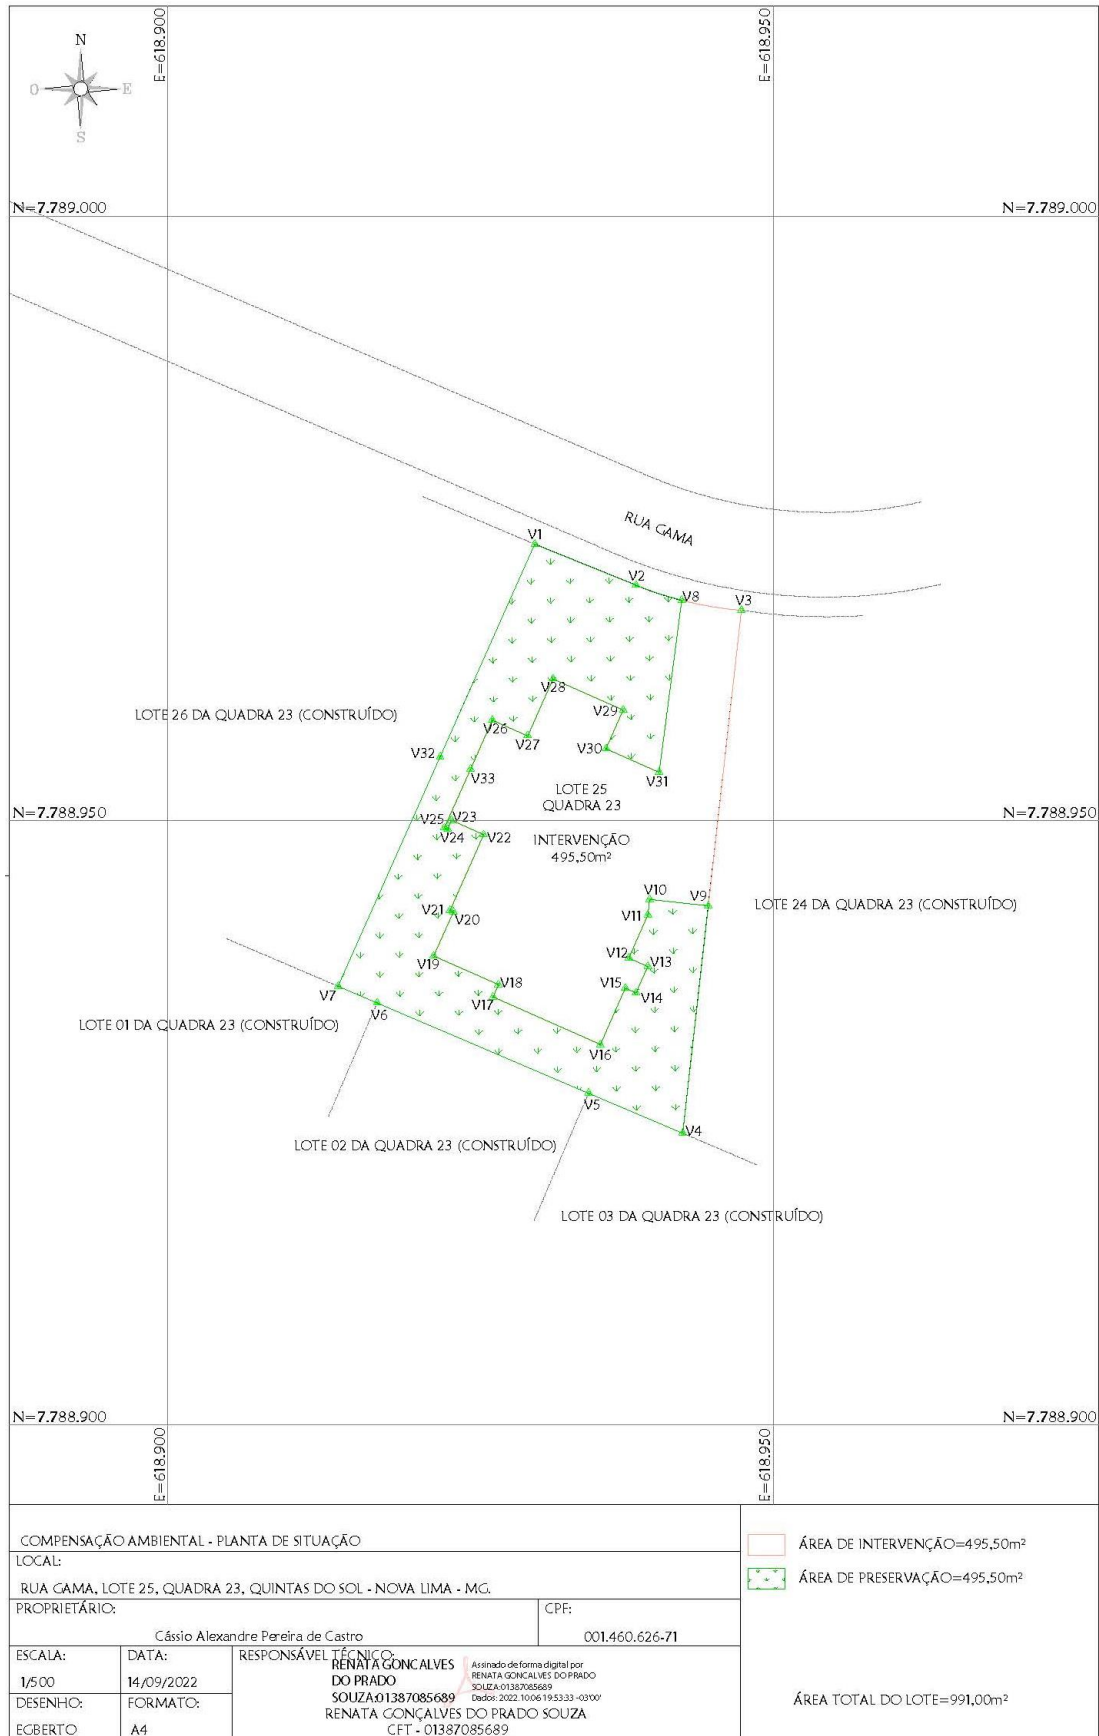 E=618.900
E=618.950
N
O
E
S
N=7.789.000
N=7.789.000
RUA GAMA
V1
V2
V8
V3
V28
V29
LOTE 26 DA QUADRA 23 (CONSTRUÍDO)
V26
V27
V30
V32
V33
V31
LOTE 25
QUADRA 23
N=7.788.950
V25
V23
V24
V22
INTERVENÇÃO
495,50m²
N=7.788.950
V10
V9
LOTE 24 DA QUADRA 23 (CONSTRUÍDO)
V21
V20
V11
V19
V12
V13
V18
V15
V14
V7
V17
V6
LOTE 01 DA QUADRA 23 (CONSTRUÍDO)
V16
V5
V4
LOTE 02 DA QUADRA 23 (CONSTRUÍDO)
LOTE 03 DA QUADRA 23 (CONSTRUÍDO)
N=7.788.900
N=7.788.900
E=618.900
E=618.950
COMPENSAÇÃO AMBIENTAL - PLANTA DE SITUAÇÃO
LOCAL:
RUA GAMA, LOTE 25, QUADRA 23, QUINTAS DO SOL - NOVA LIMA - MG.
PROPRIETÁRIO:
Cássio Alexandre Pereira de Castro
CPF:
001.460.626-71
ESCALA:
1/500
DATA:
14/09/2022
RESPONSÁVEL TÉCNICO:
RENATA GONCALVES
DO PRADO
SOUZA:01387085689
Assinado de forma digital por
RENATA GONCALVES DO PRADO
SOUZA:01387085689
Dados: 2022.10.06 19:53:33 -03'00'
DESENHO:
EGBERTO
FORMATO:
A4
RENATA GONÇALVES DO PRADO SOUZA
CFT - 01387085689
ÁREA DE INTERVENÇÃO=495,50m²
ÁREA DE PRESERVAÇÃO=495,50m²
ÁREA TOTAL DO LOTE=991,00m²